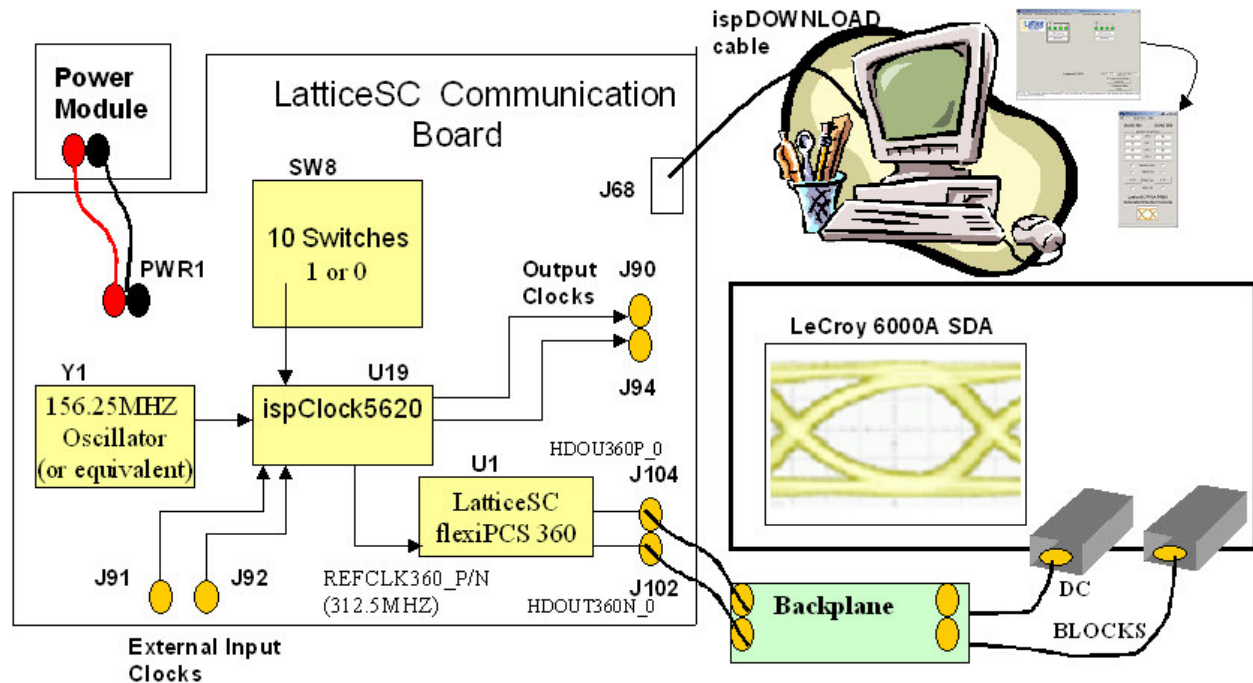 ispDOWNLOAD
cable
Power
Module
LatticeSC Communication
Board
SW8
J68
10 Switches
1 or 0
PWR1
Output
Clocks
J90
LeCroy 6000A SDA
Y1
U19
J94
156.25MHZ
Oscillator
(or equivalent)
ispClock5620
HDOU360P_0
U1
J104
LatticeSC
flexiPCS 360
J91
J92
REFCLK360_P/N
(312.5MHZ)
J102
HDOUT360N_0
Backplane
DC
BLOCKS
External Input
Clocks